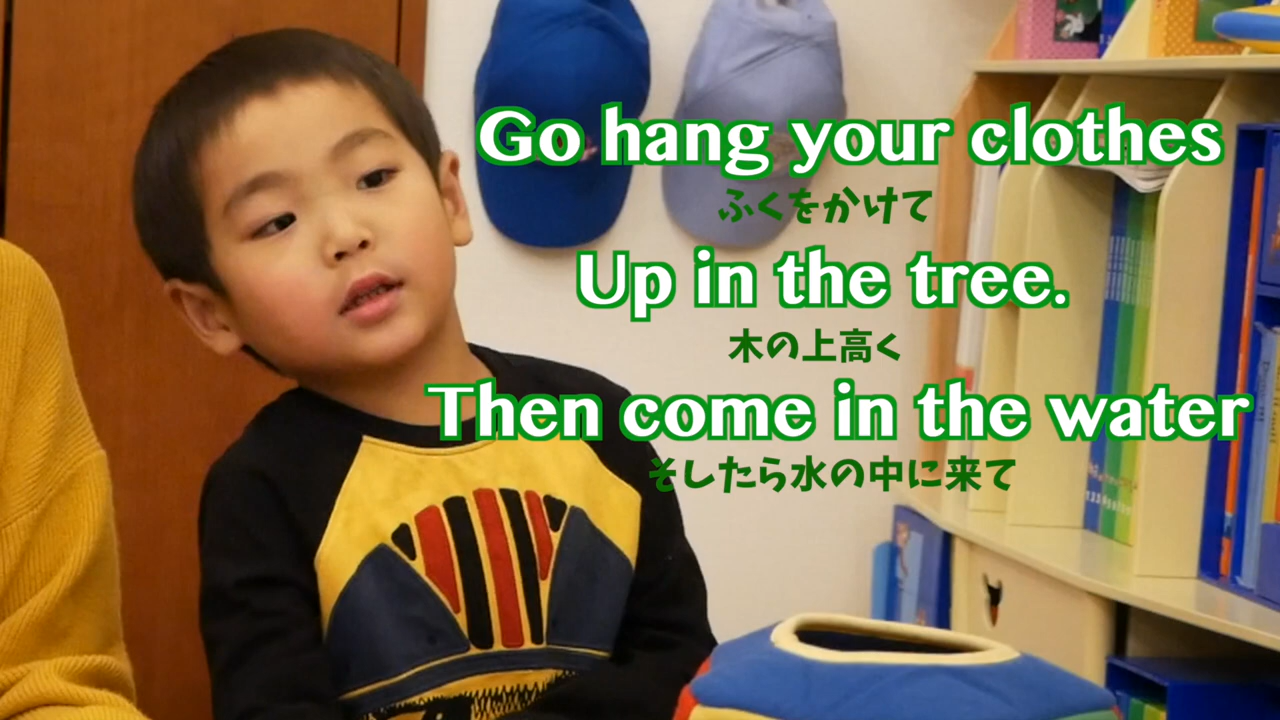 Go hang your clothes
ふくをかけて
Up in the tree.
木の上高く
Then come in the water
そしたら水の中に来て